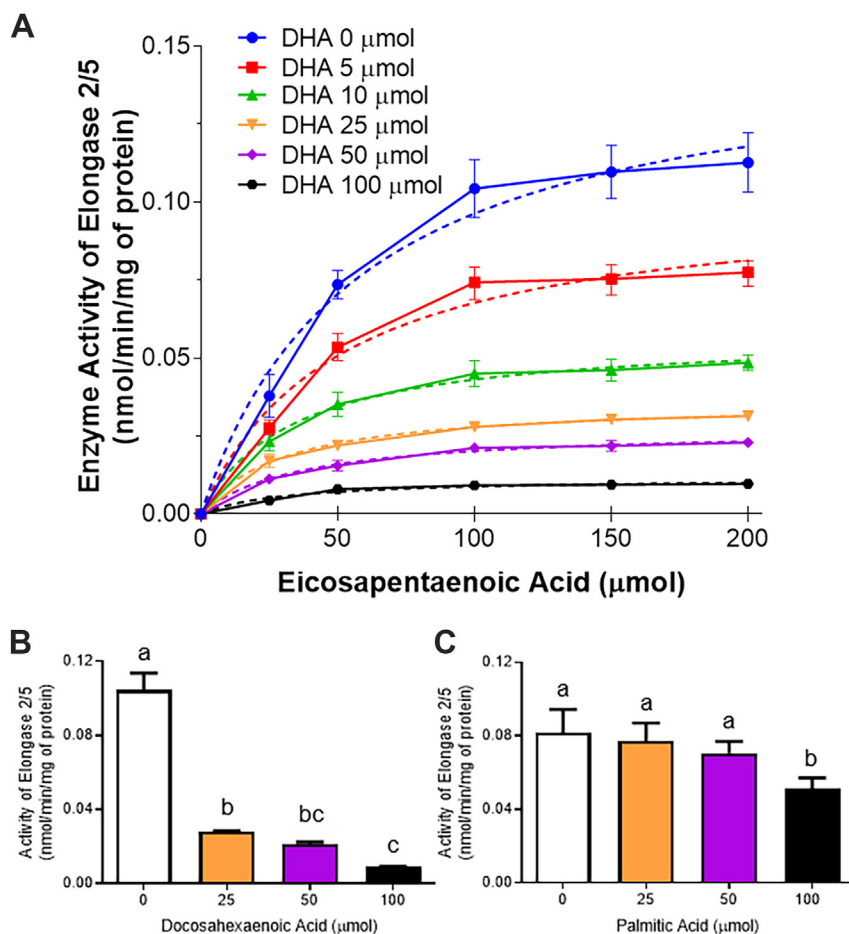 A
Enzyme Activity of Elongase 2/5
(nmol/min/mg of protein)
0.15
0.10
0.05
0.00
DHA 0 μmol
DHA 5 μmol
DHA 10 μmol
DHA 25 μmol
DHA 50 μmol
DHA 100 μmol
0 50 100 150 200
Eicosapentaenoic Acid (μmol)
B
Activity of Elongase 2/5
(nmol/min/mg of protein)
0.12
0.08
0.04
0.00
a
b
bc
c
0 25 50 100
Docosahexaenoic Acid (μmol)
C
Activity of Elongase 2/5
(nmol/min/mg of protein)
0.12
0.08
0.04
0.00
a
a
a
b
0 25 50 100
Palmitic Acid (μmol)